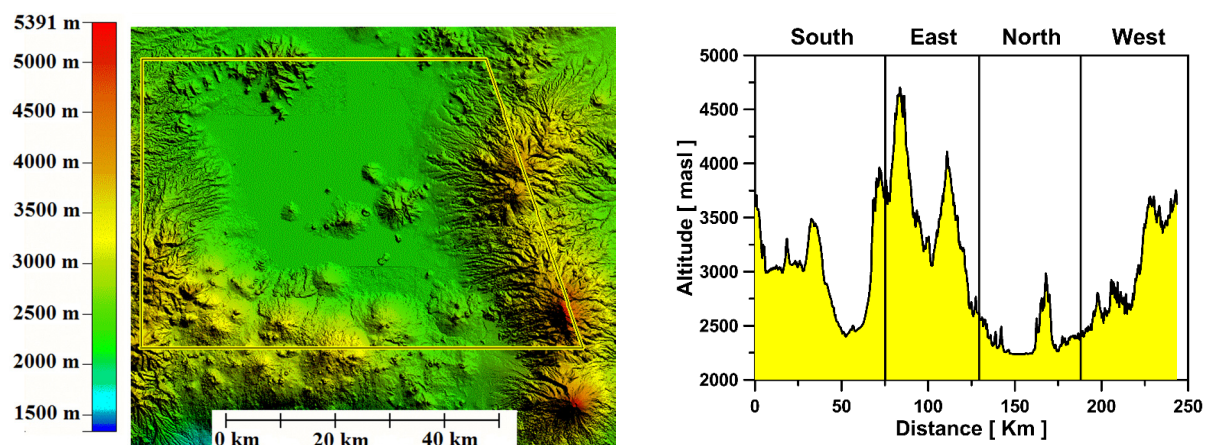 5391 m
5000 m
4500 m
4000 m
3500 m
3000 m
2500 m
2000 m
1500 m
0 km 20 km 40 km
South East North West
Altitude [ masl ]
5000
4500
4000
3500
3000
2500
2000
0 50 100 150 200 250
Distance [ Km ]